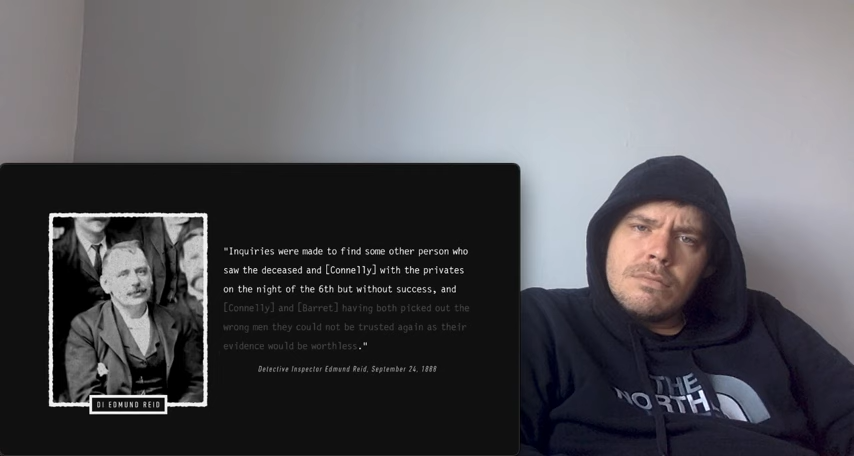 "Inquiries were made to find some other person who
saw the deceased and [Connelly] with the privates
on the night of the 6th but without success, and
[Connelly] and [Barret] having both picked out the
wrong men they could not be trusted again as their
evidence would be worthless."
Detective Inspector Edmund Reid, September 24, 1888
DI EDMUND REID
THE
NORTH